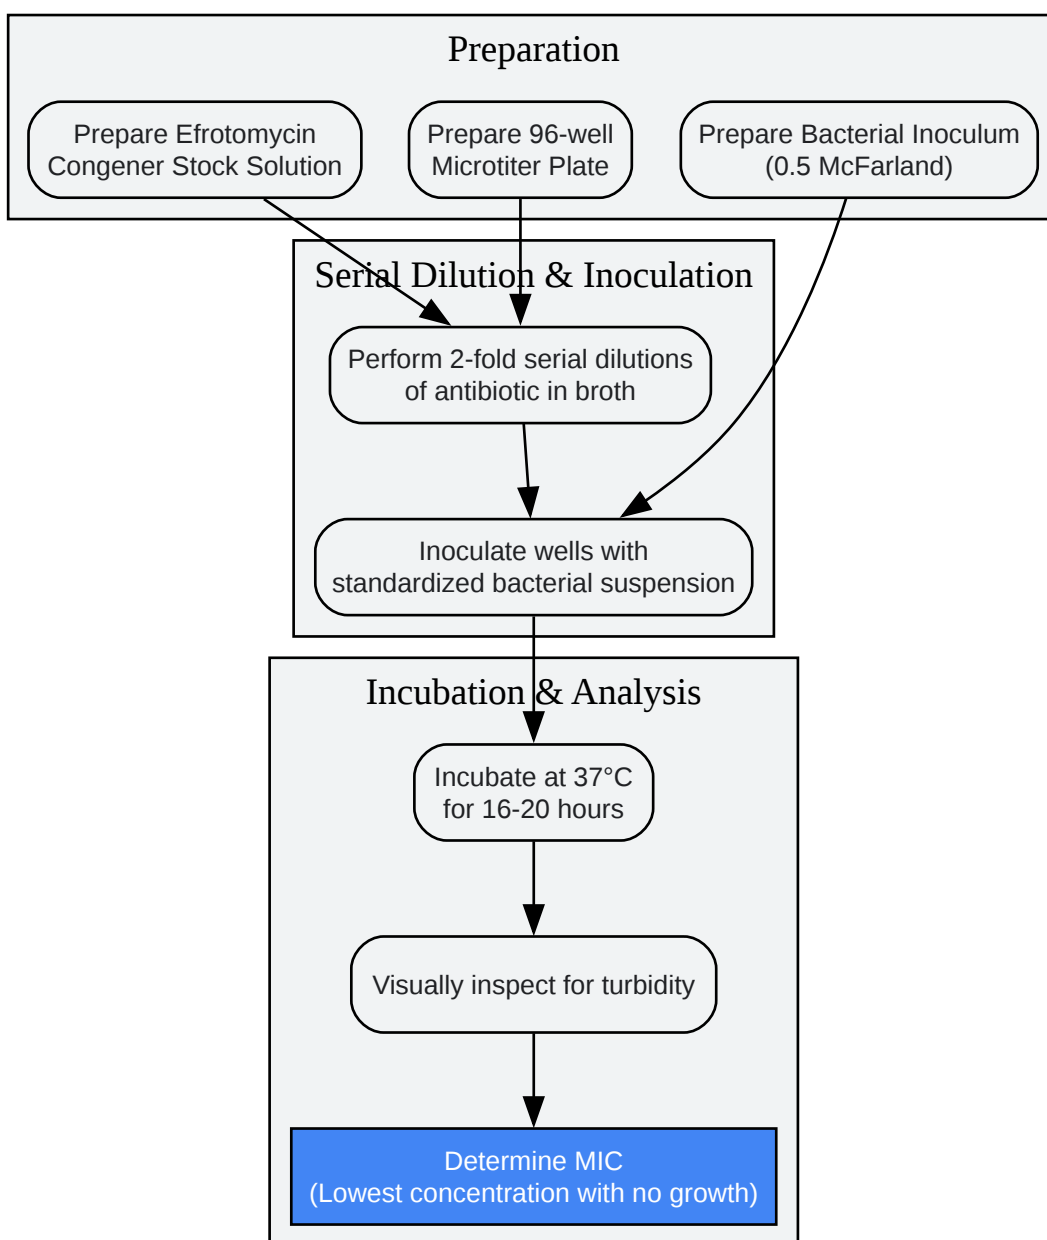 Preparation
Prepare Efrotomycin
Congener Stock Solution
Prepare 96-well
Microtiter Plate
Prepare Bacterial Inoculum
(0.5 McFarland)
Serial Dilution & Inoculation
Perform 2-fold serial dilutions
of antibiotic in broth
Inoculate wells with
standardized bacterial suspension
Incubation & Analysis
Incubate at 37°C
for 16-20 hours
Visually inspect for turbidity
Determine MIC
(Lowest concentration with no growth)